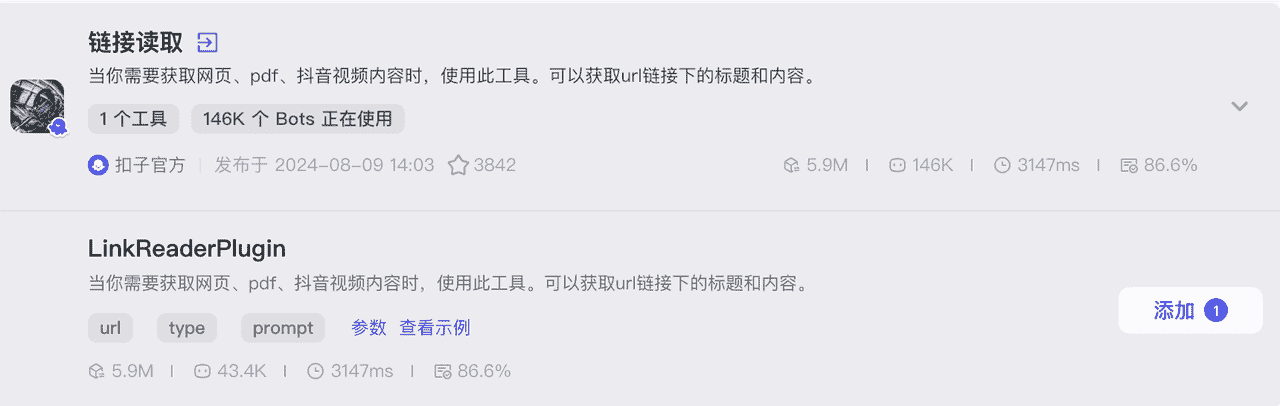 链接读取
当你需要获取网页、pdf、抖音视频内容时，使用此工具。可以获取url链接下的标题和内容。
1 个工具 146K 个 Bots 正在使用
扣子官方 发布于 2024-08-09 14:03 3842 5.9M 146K 3147ms 86.6%
LinkReaderPlugin
当你需要获取网页、pdf、抖音视频内容时，使用此工具。可以获取url链接下的标题和内容。
添加 1
url type prompt 参数 查看示例
5.9M 43.4K 3147ms 86.6%